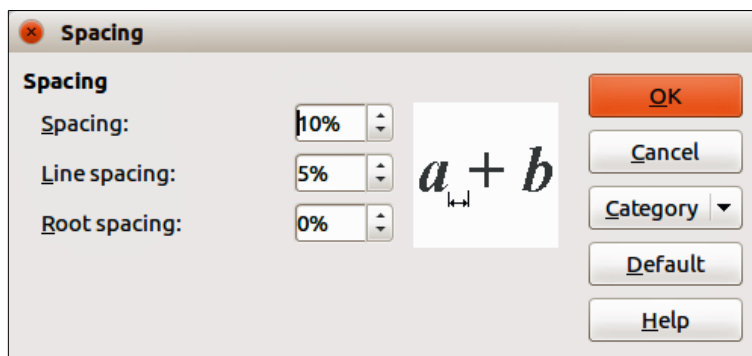 Spacing
Spacing
Spacing: 10%
Line spacing: 5%
Root spacing: 0%
a + b
OK
Cancel
Category
Default
Help